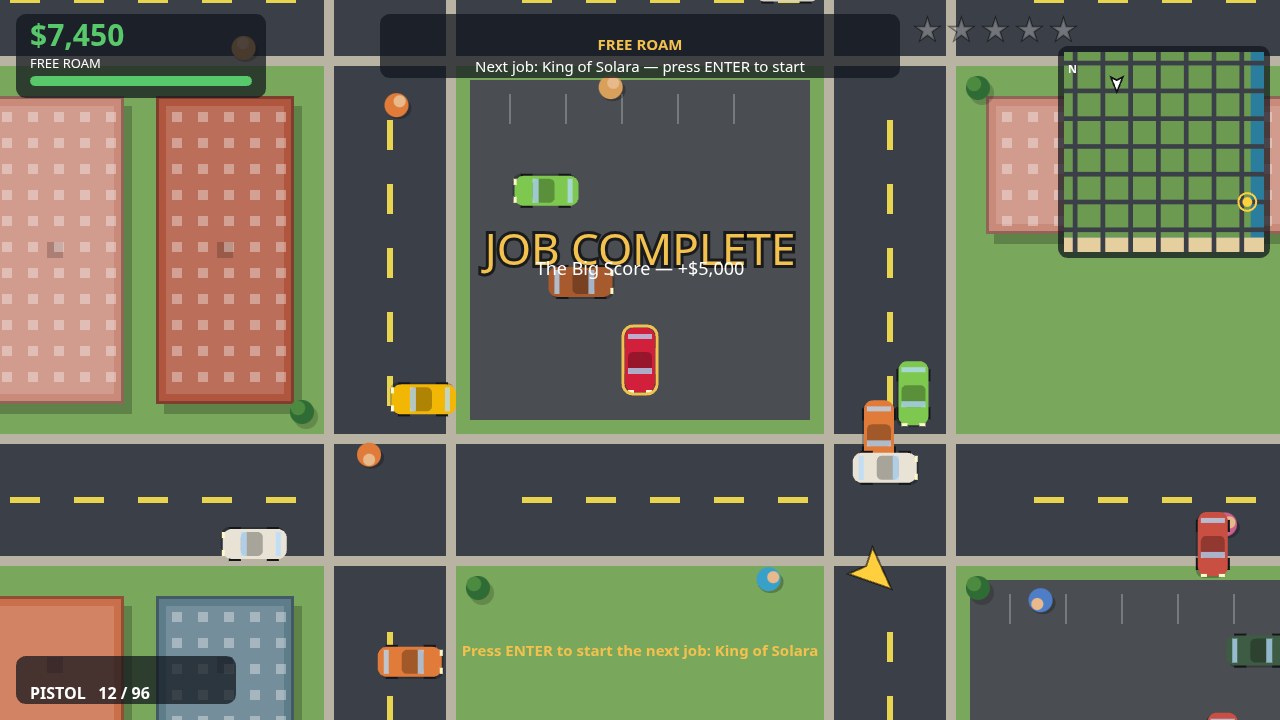 $7,450
FREE ROAM
FREE ROAM
Next job: King of Solara — press ENTER to start
N
JOB COMPLETE
The Big Score — +$5,000
Press ENTER to start the next job: King of Solara
PISTOL 12 / 96